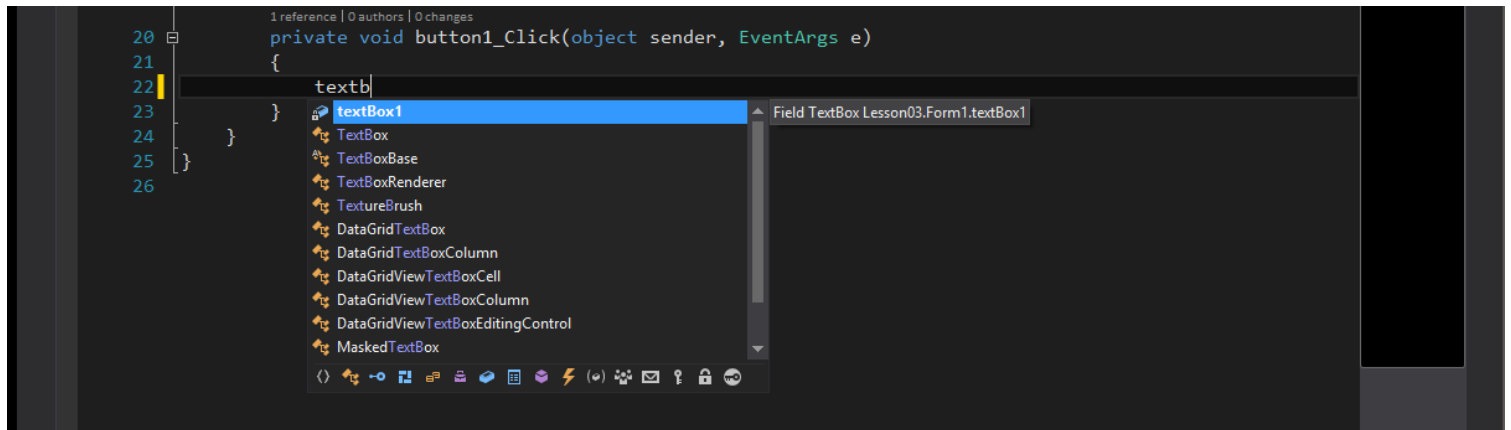 1 reference | 0 authors | 0 changes
20 private void button1_Click(object sender, EventArgs e)
21 {
22 textb
23 }
24 }
25 }
26
textBox1
Field TextBox Lesson03.Form1.textBox1
TextBox
TextBoxBase
TextBoxRenderer
TextureBrush
DataGridTextBox
DataGridTextBoxColumn
DataGridViewTextBoxCell
DataGridViewTextBoxColumn
DataGridViewTextBoxEditingControl
MaskedTextBox